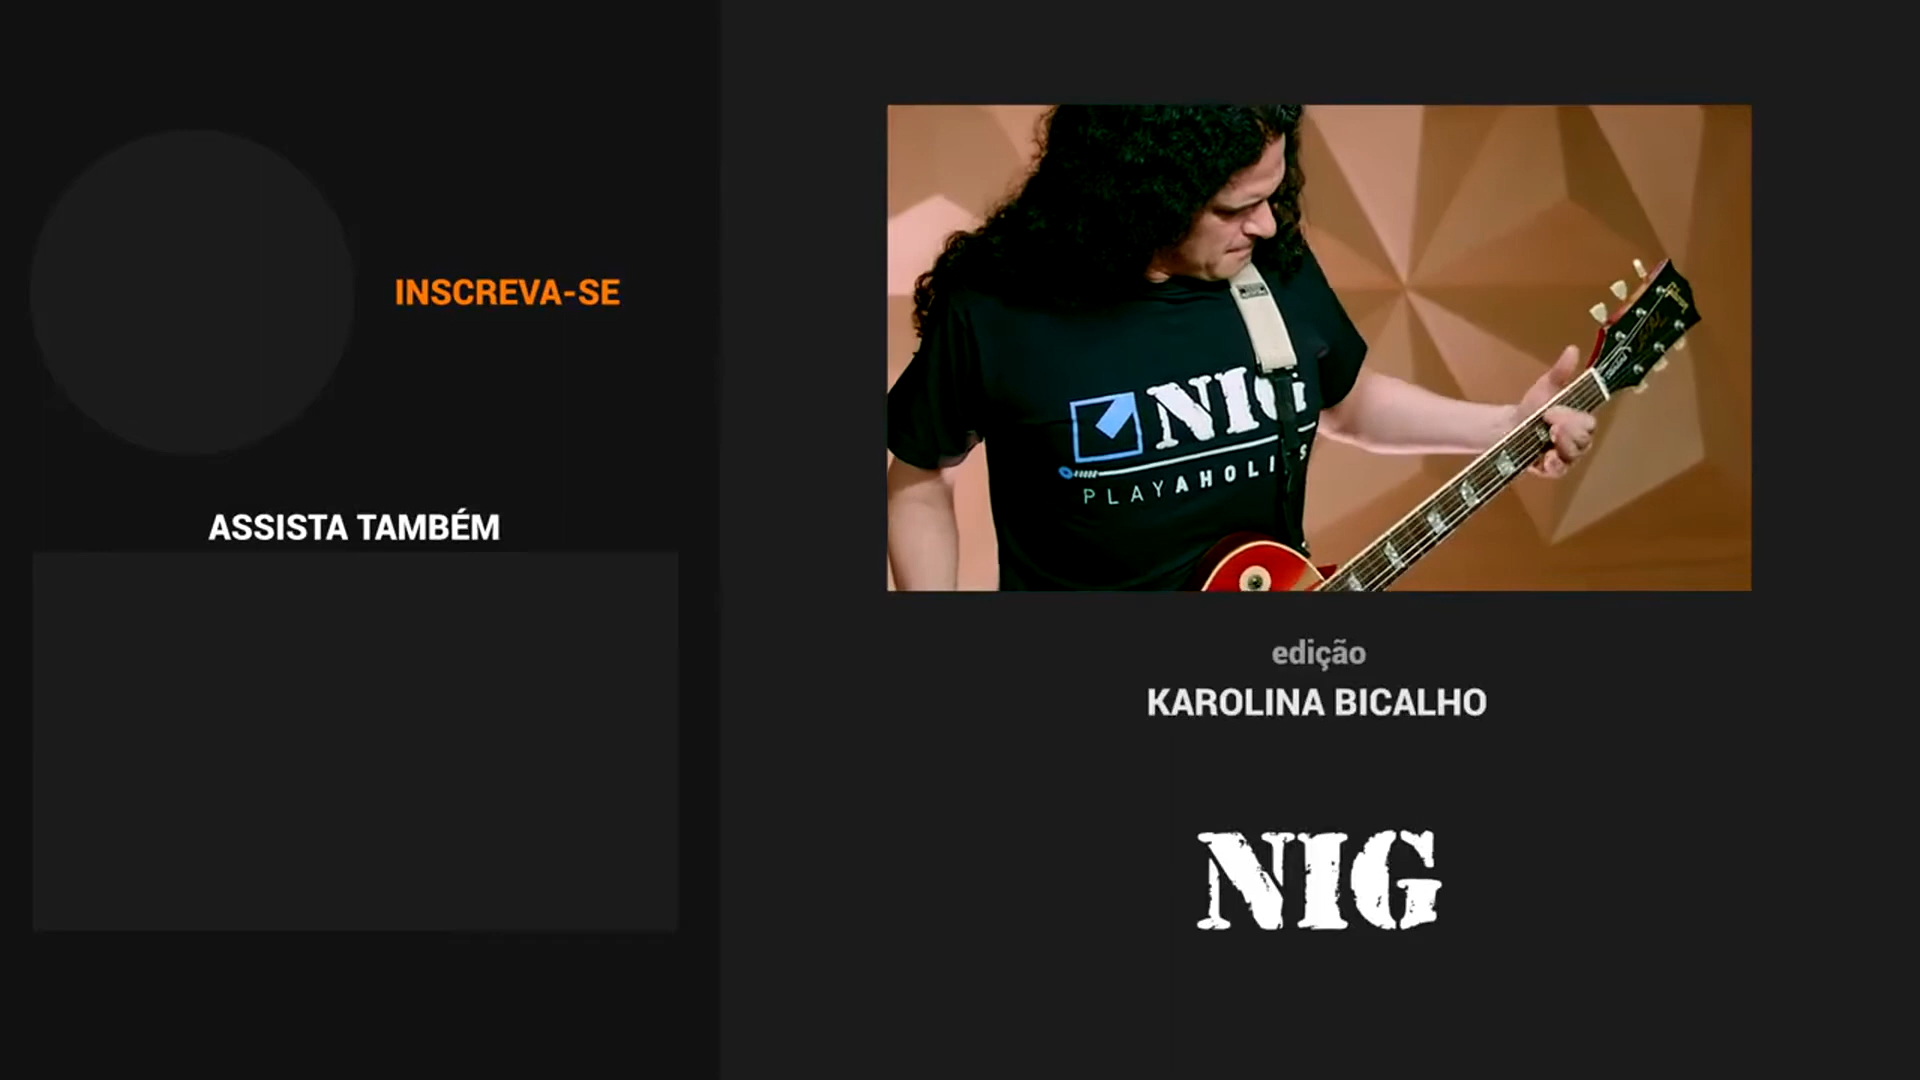 INSCREVA-SE
ASSISTA TAMBÉM
NIG
PLAYAHOLI S
edição
KAROLINA BICALHO
NIG